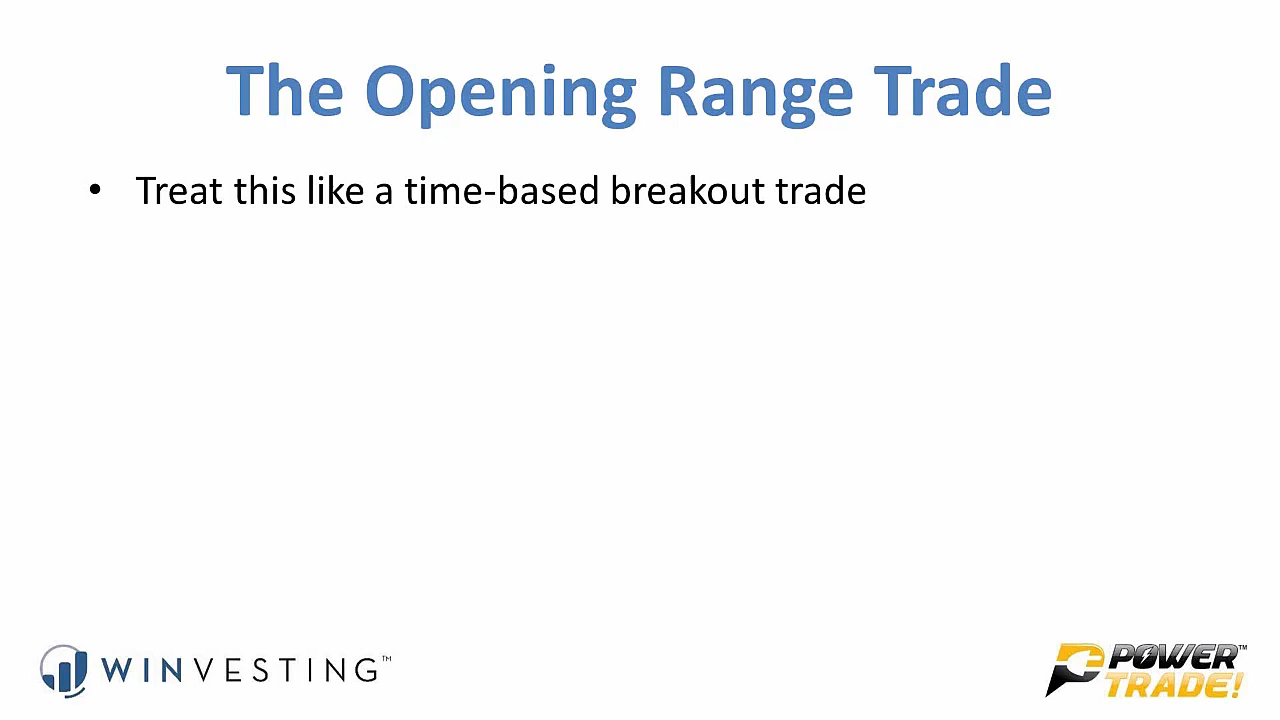 The Opening Range Trade
• Treat this like a time-based breakout trade
WINVESTING™
POWER™
TRADE!